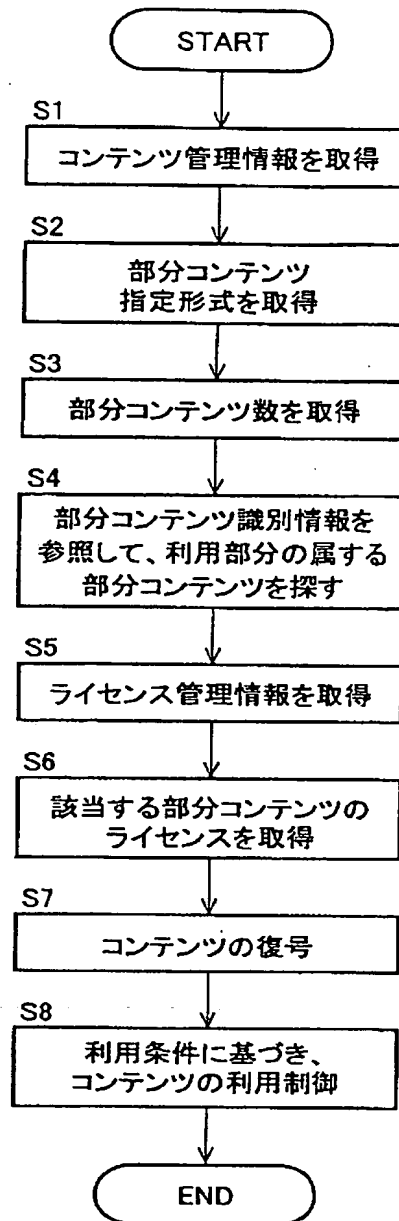 START
S1
コンテンツ管理情報を取得
S2
部分コンテンツ
指定形式を取得
S3
部分コンテンツ数を取得
S4
部分コンテンツ識別情報を
参照して、利用部分の属する
部分コンテンツを探す
S5
ライセンス管理情報を取得
S6
該当する部分コンテンツの
ライセンスを取得
S7
コンテンツの復号
S8
利用条件に基づき、
コンテンツの利用制御
END